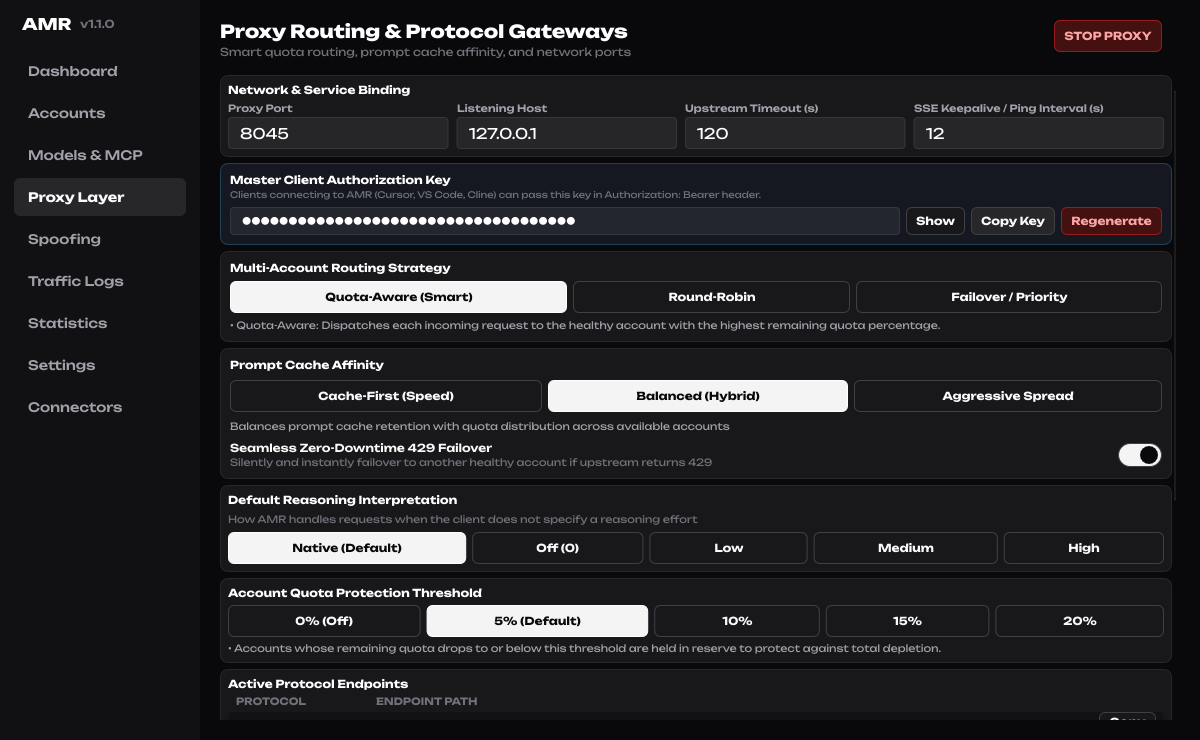 AMR v1.1.0
Dashboard
Accounts
Models & MCP
Proxy Layer
Spoofing
Traffic Logs
Statistics
Settings
Connectors
Proxy Routing & Protocol Gateways
Smart quota routing, prompt cache affinity, and network ports
STOP PROXY
Network & Service Binding
Proxy Port Listening Host Upstream Timeout (s) SSE Keepalive / Ping Interval (s)
8045 127.0.0.1 120 12
Master Client Authorization Key
Clients connecting to AMR (Cursor, VS Code, Cline) can pass this key in Authorization: Bearer header.
Show Copy Key Regenerate
Multi-Account Routing Strategy
Quota-Aware (Smart) Round-Robin Failover / Priority
• Quota-Aware: Dispatches each incoming request to the healthy account with the highest remaining quota percentage.
Prompt Cache Affinity
Cache-First (Speed) Balanced (Hybrid) Aggressive Spread
Balances prompt cache retention with quota distribution across available accounts
Seamless Zero-Downtime 429 Failover
Silently and instantly failover to another healthy account if upstream returns 429
Default Reasoning Interpretation
How AMR handles requests when the client does not specify a reasoning effort
Native (Default) Off (0) Low Medium High
Account Quota Protection Threshold
0% (Off) 5% (Default) 10% 15% 20%
• Accounts whose remaining quota drops to or below this threshold are held in reserve to protect against total depletion.
Active Protocol Endpoints
PROTOCOL ENDPOINT PATH